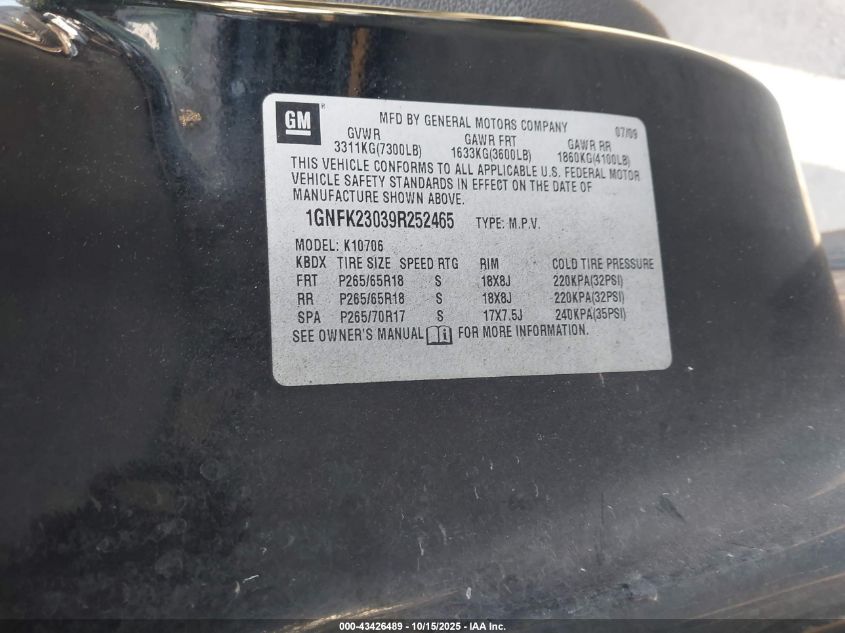 GM ®
MFD BY GENERAL MOTORS COMPANY 07/09
GVWR GAWR FRT GAWR RR
3311KG(7300LB) 1633KG(3600LB) 1860KG(4100LB)
THIS VEHICLE CONFORMS TO ALL APPLICABLE U.S. FEDERAL MOTOR
VEHICLE SAFETY STANDARDS IN EFFECT ON THE DATE OF
MANUFACTURE SHOWN ABOVE.
1GNFK23039R252465 TYPE: M.P.V.
MODEL: K10706
KBDX TIRE SIZE SPEED RTG RIM COLD TIRE PRESSURE
FRT P265/65R18 S 18X8J 220KPA(32PSI)
RR P265/65R18 S 18X8J 220KPA(32PSI)
SPA P265/70R17 S 17X7.5J 240KPA(35PSI)
SEE OWNER'S MANUAL i FOR MORE INFORMATION.
000-43426489 - 10/15/2025 - IAA Inc.